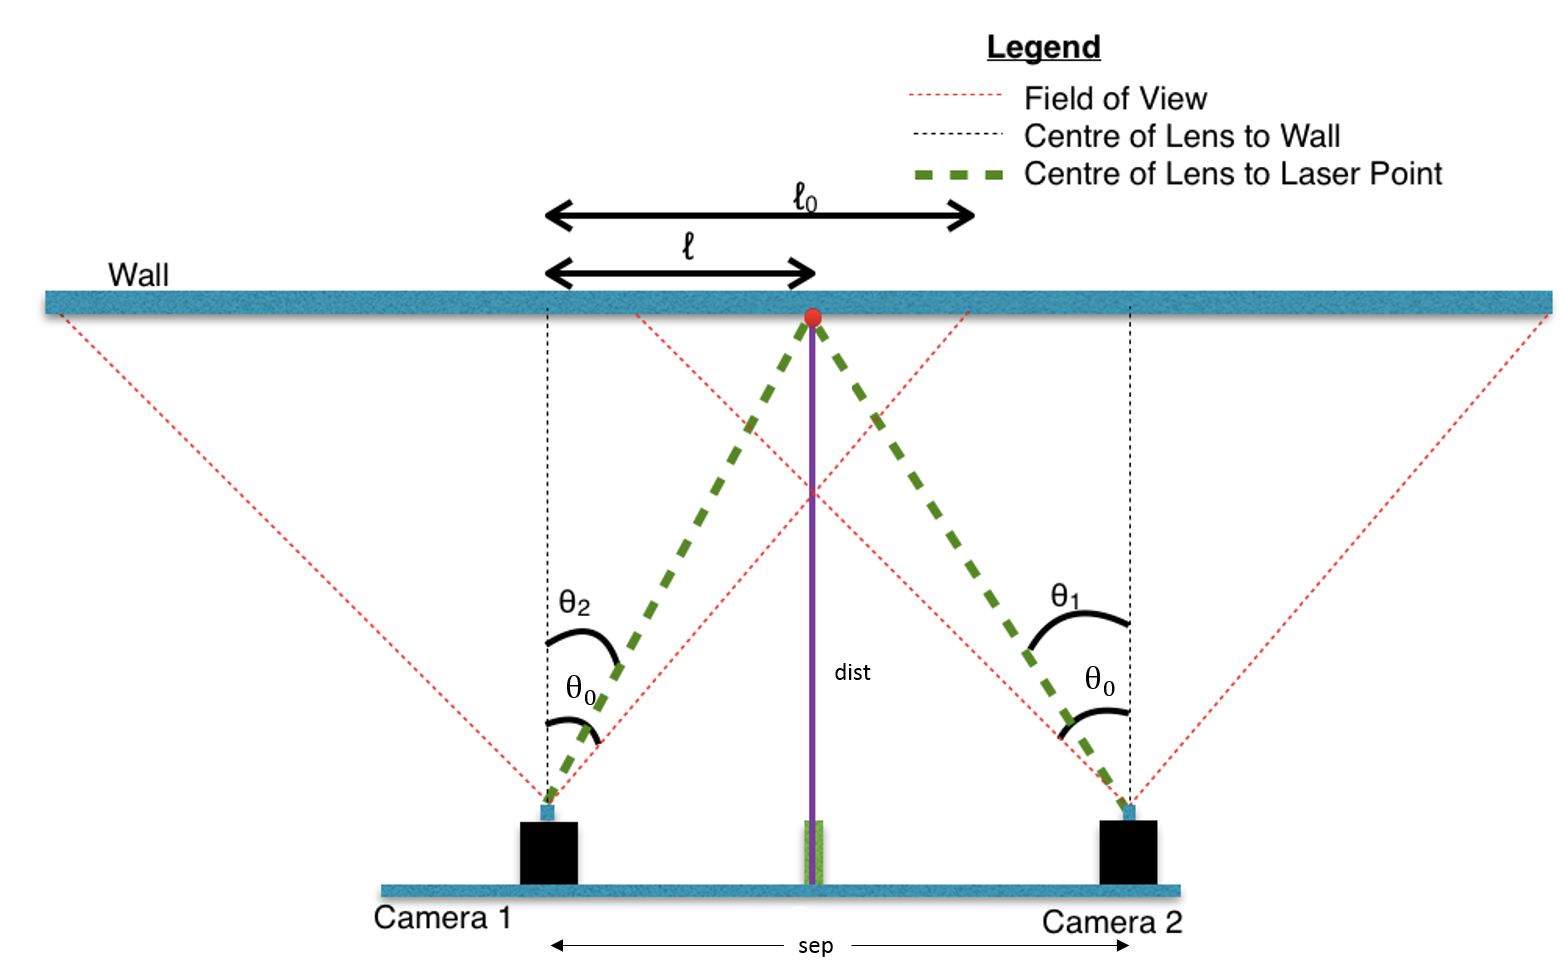 Legend
Field of View
Centre of Lens to Wall
Centre of Lens to Laser Point
ℓ₀
ℓ
Wall
θ₂
θ₁
θ₀
θ₀
dist
Camera 1
Camera 2
sep